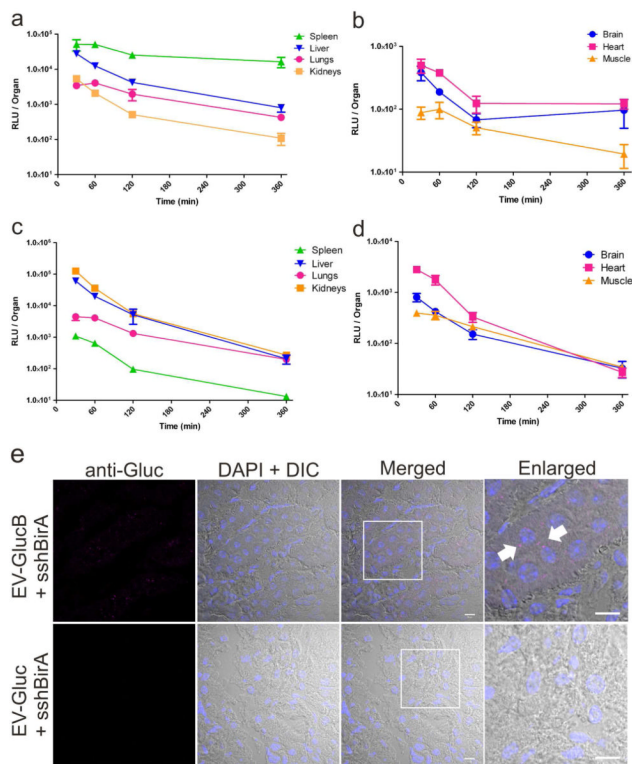 a
1.0x10⁵
1.0x10⁴
1.0x10³
1.0x10²
1.0x10¹
RLU / Organ
0 60 120 180 240 300 360
Time (min)
Spleen
Liver
Lungs
Kidneys
b
1.0x10³
1.0x10²
1.0x10¹
RLU / Organ
0 60 120 180 240 300 360
Time (min)
Brain
Heart
Muscle
c
1.0x10⁶
1.0x10⁵
1.0x10⁴
1.0x10³
1.0x10²
1.0x10¹
RLU / Organ
0 60 120 180 240 300 360
Time (min)
Spleen
Liver
Lungs
Kidneys
d
1.0x10⁴
1.0x10³
1.0x10²
1.0x10¹
RLU / Organ
0 60 120 180 240 300 360
Time (min)
Brain
Heart
Muscle
e
anti-Gluc DAPI + DIC Merged Enlarged
EV-GlucB
+ sshBirA
EV-Gluc
+ sshBirA